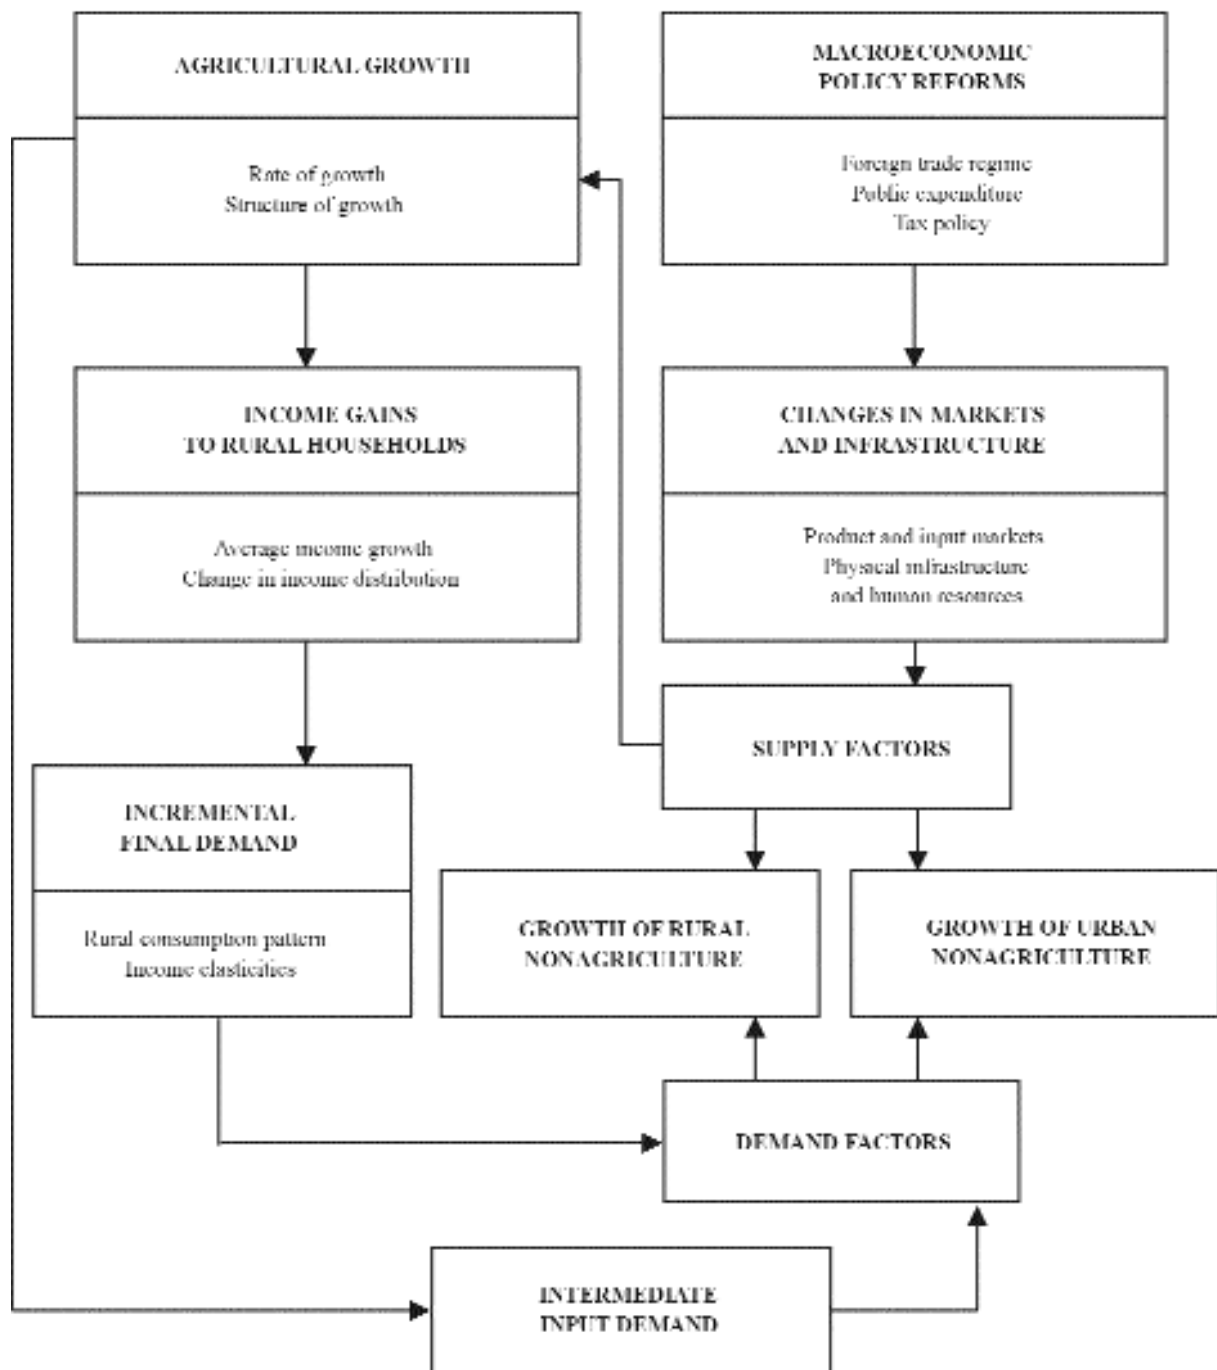 AGRICULTURAL GROWTH
Rate of growth
Structure of growth
MACROECONOMIC
POLICY REFORMS
Foreign trade regime
Public expenditure
Tax policy
INCOME GAINS
TO RURAL HOUSEHOLDS
Average income growth
Change in income distribution
CHANGES IN MARKETS
AND INFRASTRUCTURE
Product and input markets
Physical infrastructure
and human resources
SUPPLY FACTORS
INCREMENTAL
FINAL DEMAND
Rural consumption pattern
Income elasticities
GROWTH OF RURAL
NONAGRICULTURE
GROWTH OF URBAN
NONAGRICULTURE
DEMAND FACTORS
INTERMEDIATE
INPUT DEMAND